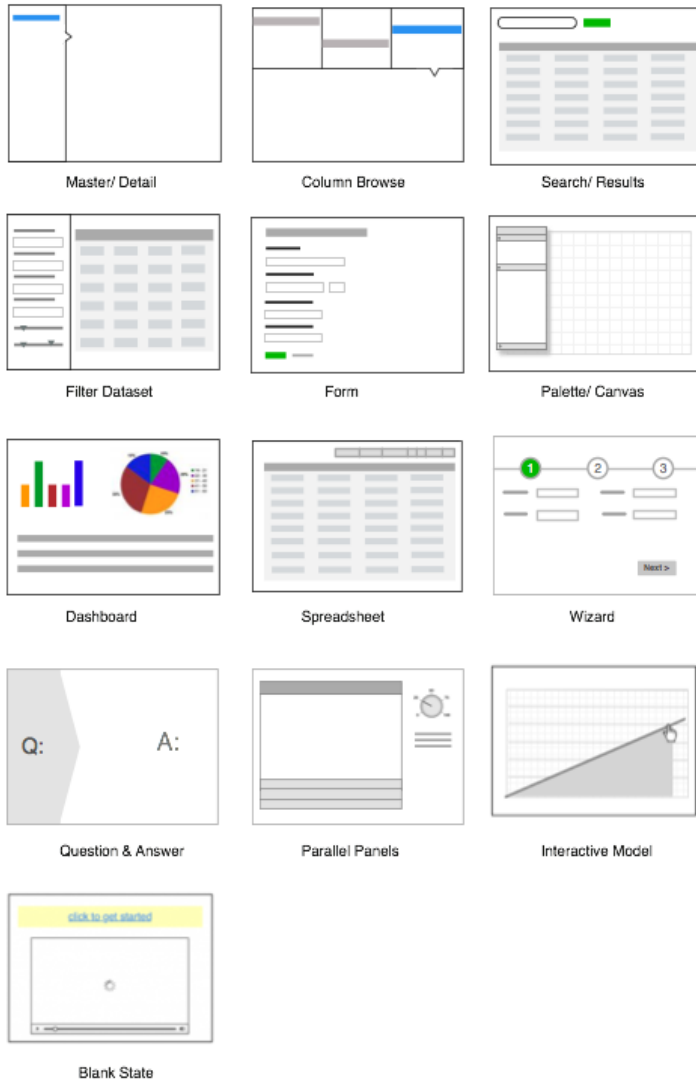 Master/ Detail
Column Browse
Search/ Results
Filter Dataset
Form
Palette/ Canvas
Dashboard
Spreadsheet
1
2
3
Next >
Wizard
Q:
A:
Question & Answer
Parallel Panels
Interactive Model
click to get started
Blank State